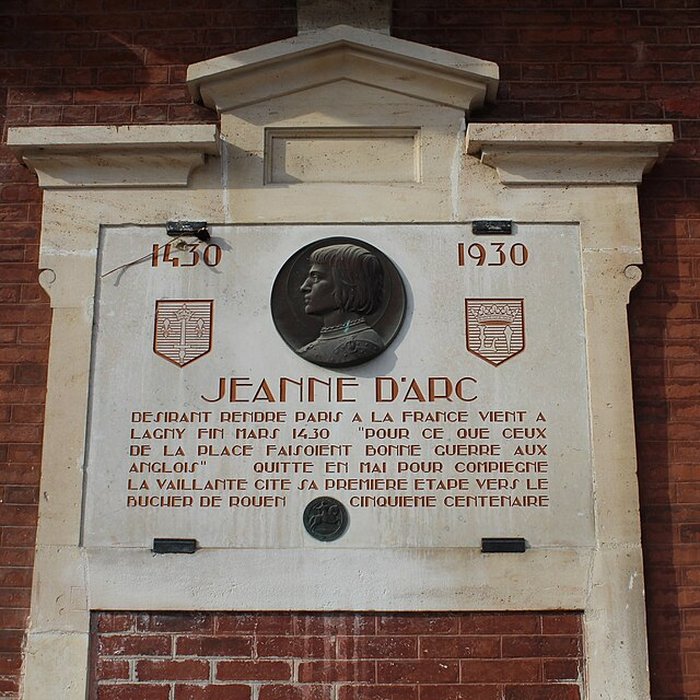 1430 1930
JEANNE D'ARC
DESIRANT RENDRE PARIS A LA FRANCE VIENT A
LAGNY FIN MARS 1430 "POUR CE QUE CEUX
DE LA PLACE FAISOIENT BONNE GUERRE AUX
ANGLOIS" QUITTE EN MAI POUR COMPIEGNE
LA VAILLANTE CITE SA PREMIERE ETAPE VERS LE
BUCHER DE ROUEN CINQUIEME CENTENAIRE